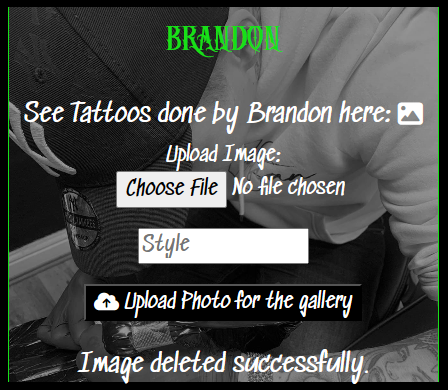 BRANDON
See Tattoos done by Brandon here:
Upload Image:
Choose File No file chosen
Style
Upload Photo for the gallery
Image deleted successfully.